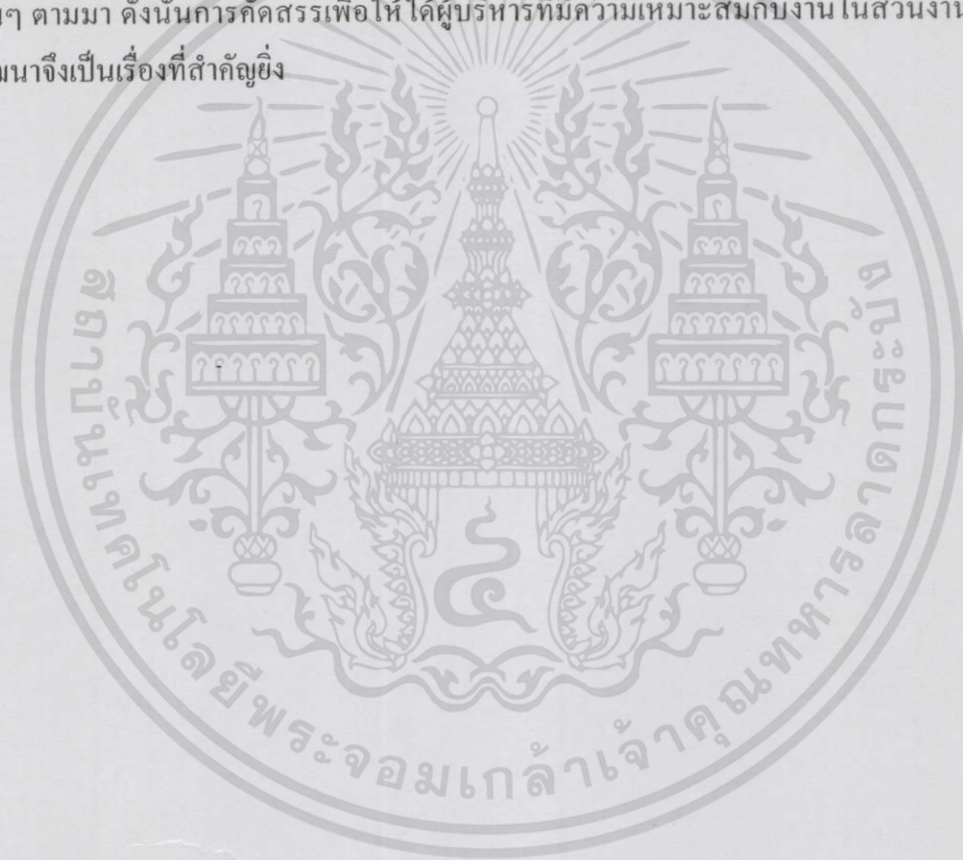 ๆ ตามมา ดังนั้นการคัดสรรเพื่อให้ได้ผู้บริหารที่มีความเหมาะสมกับงานในส่วนงาน
จึงเป็นเรื่องที่สำคัญยิ่ง
สถาบันเทคโนโลยีพระจอมเกล้าเจ้าคุณทหารลาดกระบัง
๔